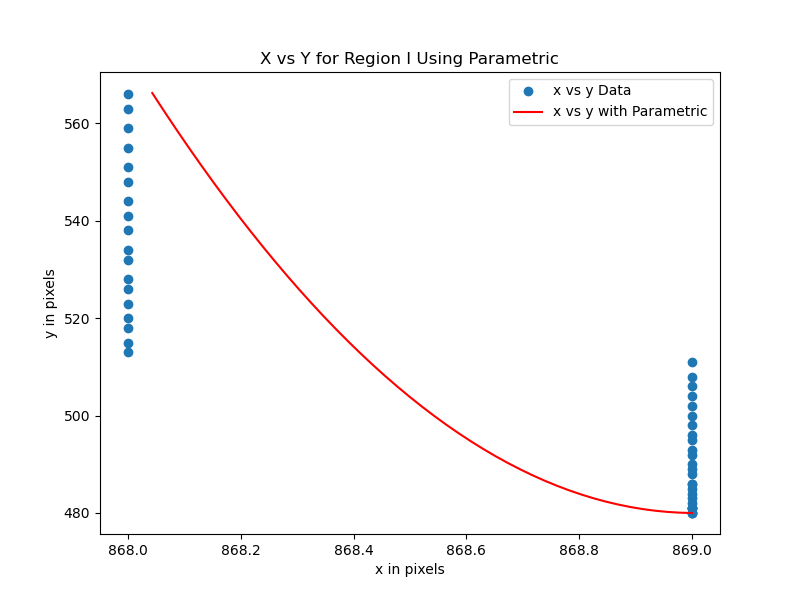 X vs Y for Region I Using Parametric
x vs y Data
x vs y with Parametric
y in pixels
560
540
520
500
480
868.0 868.2 868.4 868.6 868.8 869.0
x in pixels